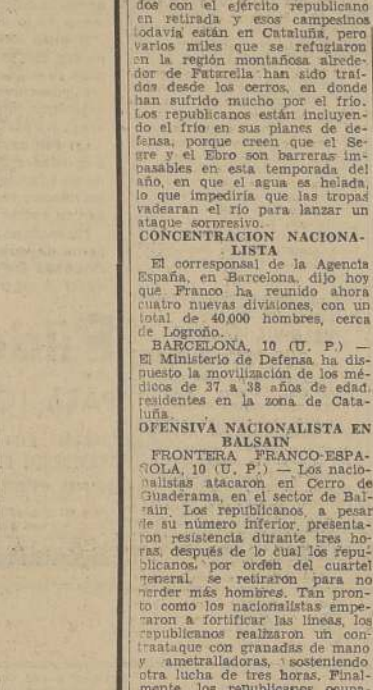 dos con el ejército republicano
en retirada y esos campesinos
todavía están en Cataluña, pero
varios miles que se refugiaron
en la región montañosa alrede-
dor de Fatarella han sido traí-
dos desde los cerros, en donde
han sufrido mucho por el frío.
Los republicanos están incluyen-
do el frío en sus planes de de-
fensa, porque creen que el Se-
gre y el Ebro son barreras im-
pasables en esta temporada del
año, en que el agua es helada,
lo que impediría que las tropas
vadearan el río para lanzar un
ataque sorpresivo.
CONCENTRACION NACIONA-
LISTA
El corresponsal de la Agencia
España, en Barcelona, dijo hoy
que Franco ha reunido ahora
cuatro nuevas divisiones, con un
total de 40,000 hombres, cerca
de Logroño.
BARCELONA, 10 (U. P.) —
El Ministerio de Defensa ha dis-
puesto la movilización de los mé-
dicos de 37 a 38 años de edad,
residentes en la zona de Cata-
luña.
OFENSIVA NACIONALISTA EN
BALSAIN
FRONTERA FRANCO-ESPA-
ÑOLA, 10 (U. P.) — Los nacio-
nalistas atacaron en Cerro de
Guaderama, en el sector de Bal-
sain. Los republicanos, a pesar
de su número inferior, presenta-
ron resistencia durante tres ho-
ras, después de lo cual los repu-
blicanos, por orden del cuartel
general, se retiraron para no
perder más hombres. Tan pron-
to como los nacionalistas empe-
zaron a fortificar las líneas, los
republicanos realizaron un con-
traataque con granadas de mano
y ametralladoras, sosteniendo
otra lucha de tres horas. Final-
mente los republicanos ocupa-